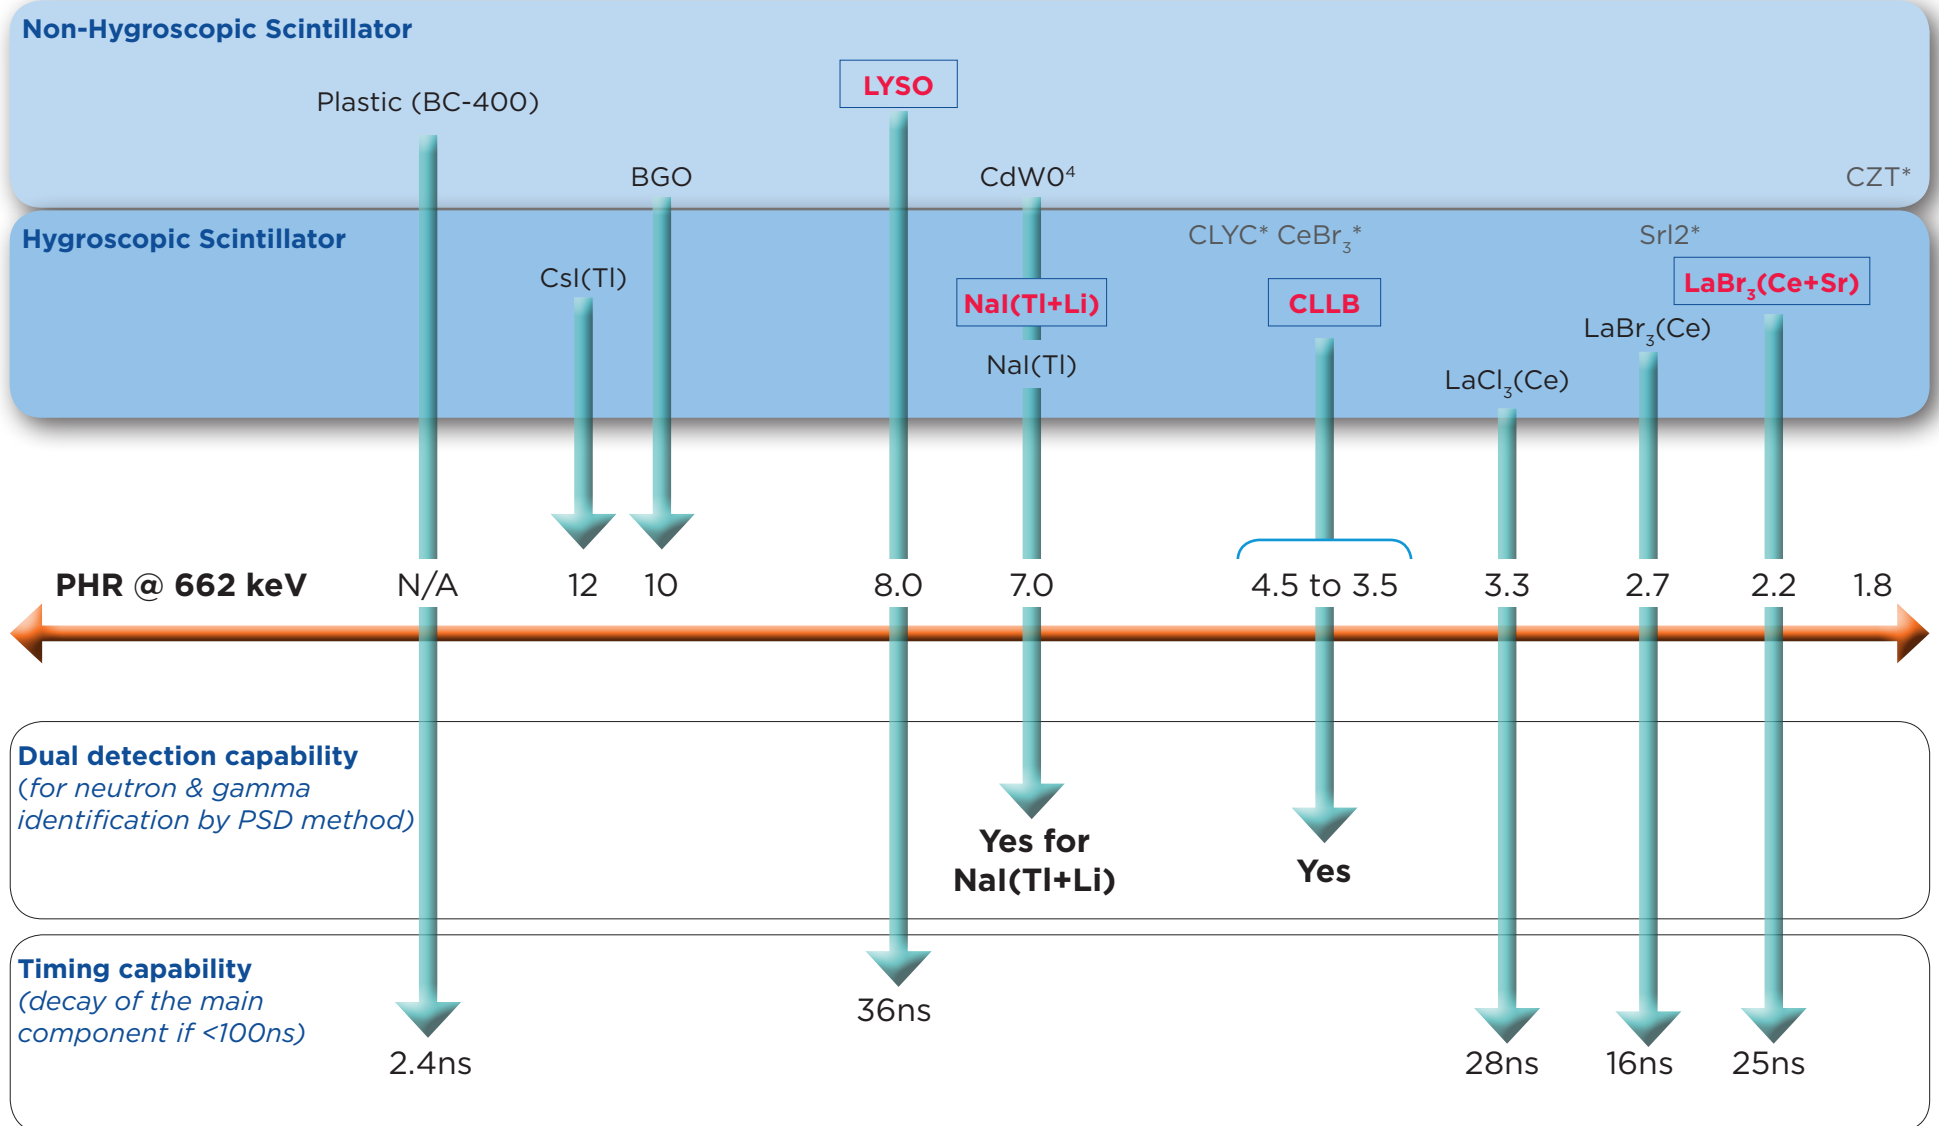 Non-Hygroscopic Scintillator
LYSO
Plastic (BC-400)
BGO
CdW0⁴
CZT*
Hygroscopic Scintillator
CLYC* CeBr₃*
SrI2*
CsI(Tl)
NaI(Tl+Li)
CLLB
LaBr₃(Ce+Sr)
LaBr₃(Ce)
NaI(Tl)
LaCl₃(Ce)
PHR @ 662 keV
N/A
12
10
8.0
7.0
4.5 to 3.5
3.3
2.7
2.2
1.8
Dual detection capability
(for neutron & gamma
identification by PSD method)
Yes for
NaI(Tl+Li)
Yes
Timing capability
(decay of the main
component if <100ns)
2.4ns
36ns
28ns
16ns
25ns